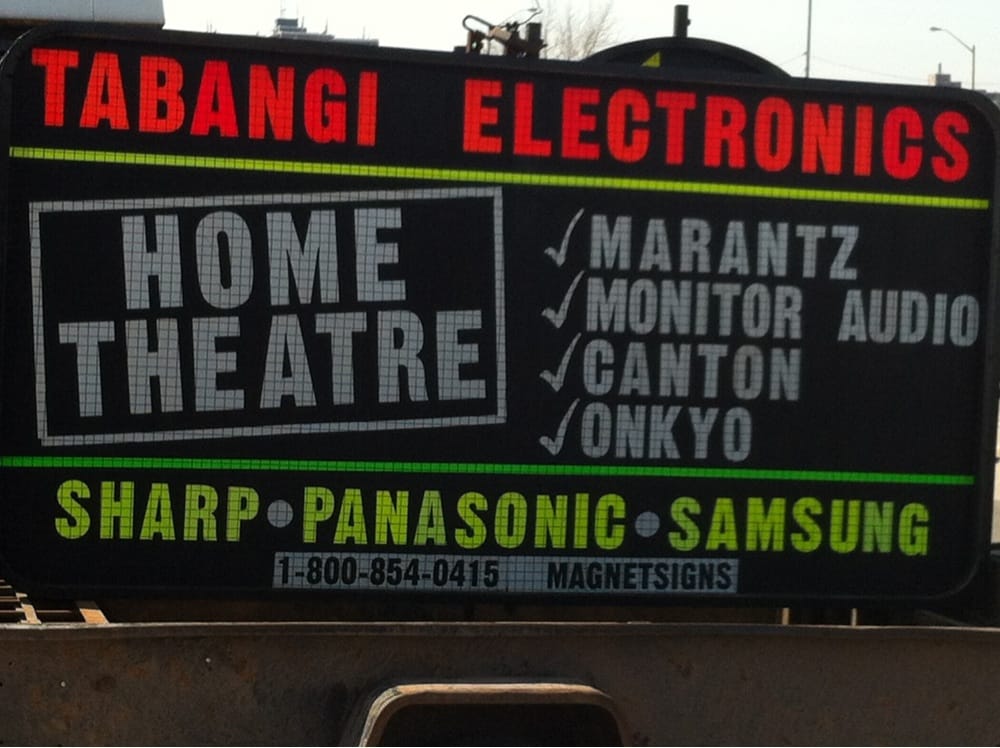 TABANGI ELECTRONICS
HOME
THEATRE
✓MARANTZ
✓MONITOR AUDIO
✓CANTON
✓ONKYO
SHARP•PANASONIC•SAMSUNG
1-800-854-0415 MAGNETSIGNS